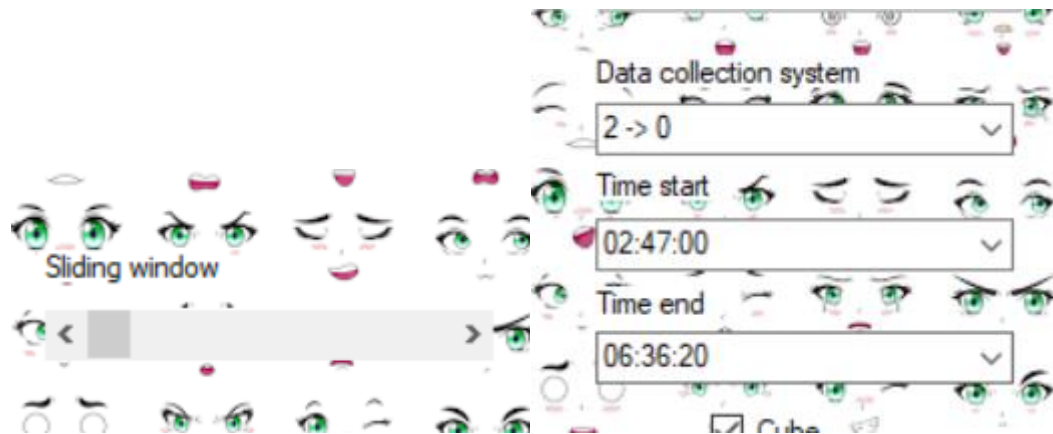 Sliding window
Data collection system
2 -> 0
Time start
02:47:00
Time end
06:36:20
Cube